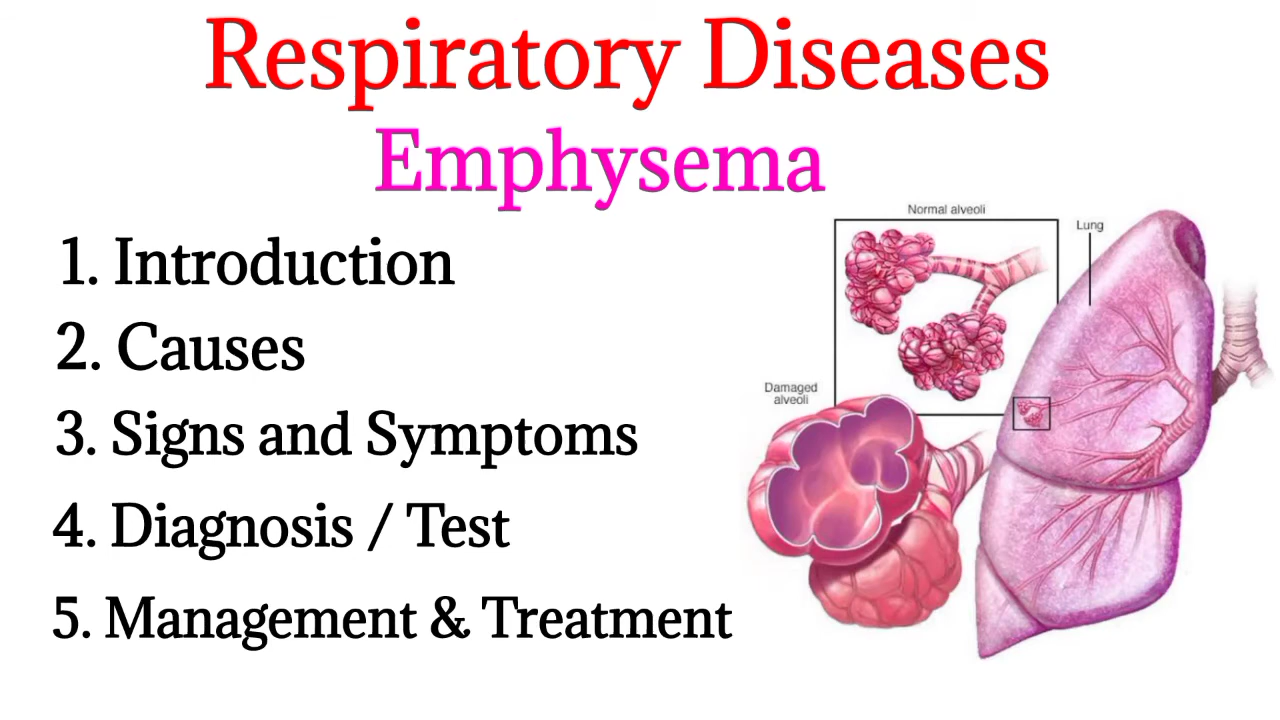 Respiratory Diseases
Emphysema
1. Introduction
2. Causes
3. Signs and Symptoms
4. Diagnosis / Test
5. Management & Treatment
Normal alveoli
Lung
Damaged
alveoli